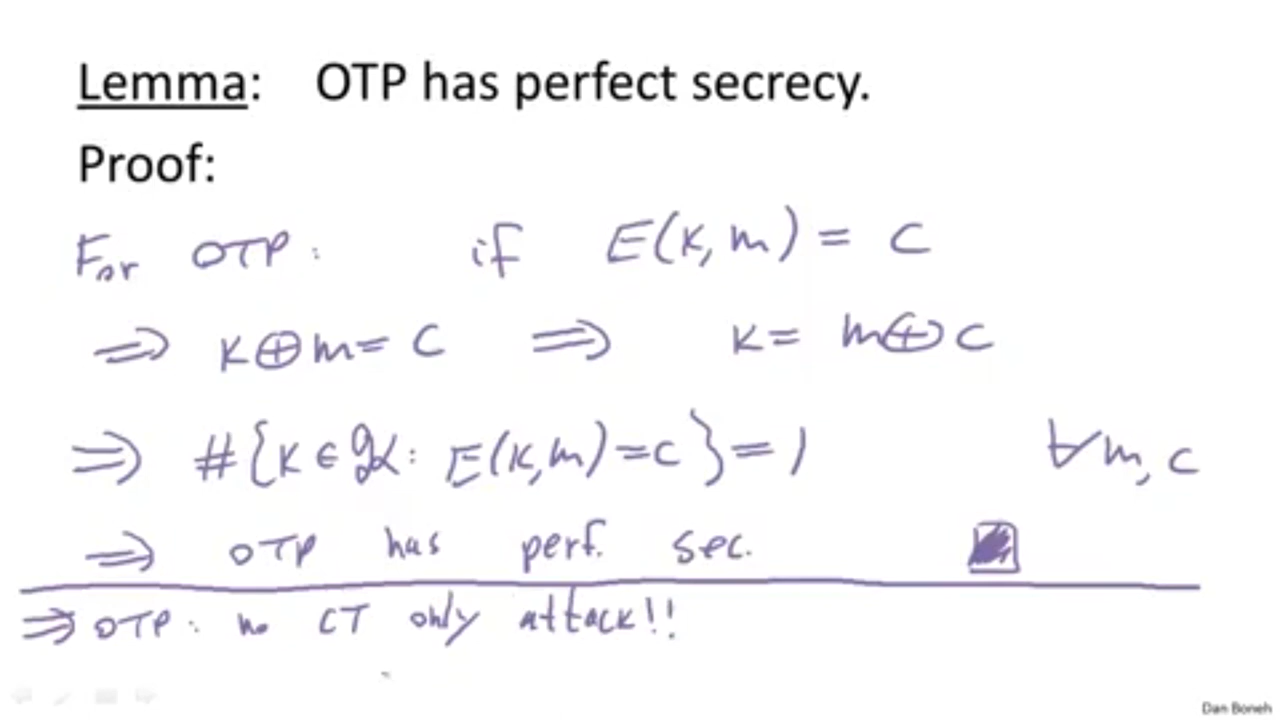 Lemma: OTP has perfect secrecy.
Proof:
For OTP: if E(k,m) = c
⟹ k⊕m= c ⟹ k= m⊕c
⟹ #{k∈𝒦: E(k,m)=c}=1 ∀m,c
⟹ OTP has perf. sec.
⟹ OTP: no CT only attack!!
Dan Boneh